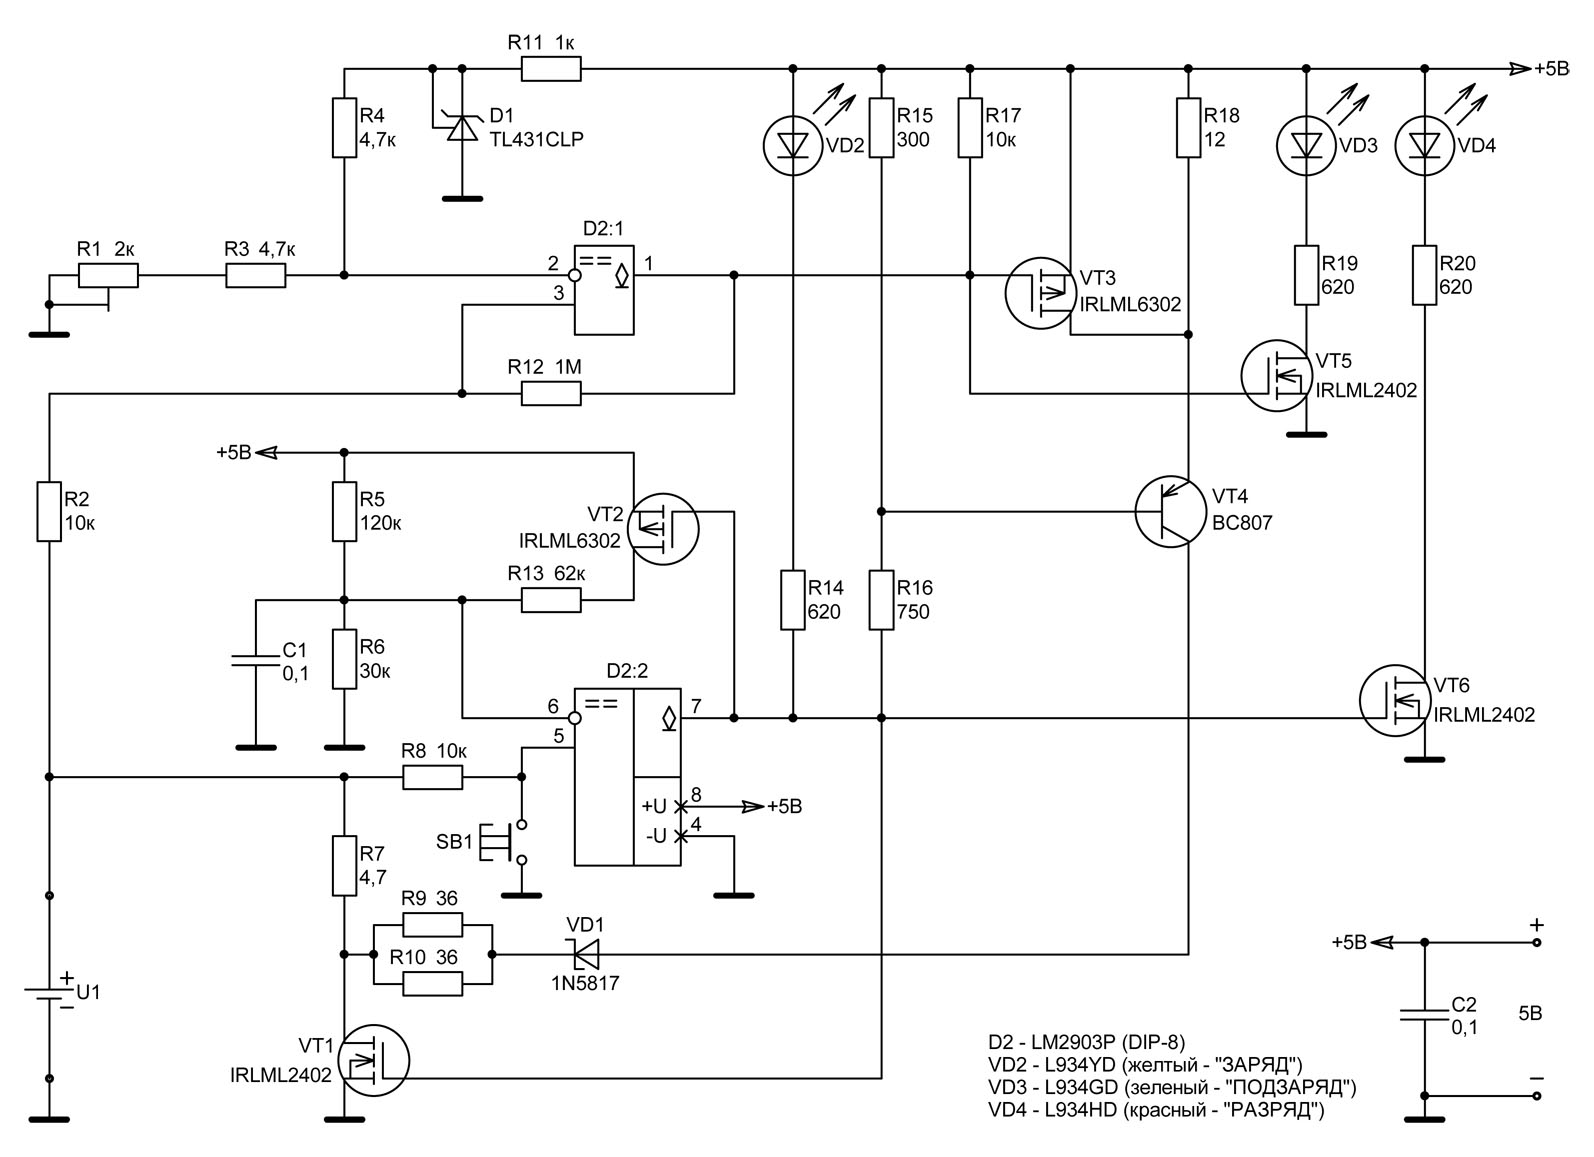 R11 1к
+5В
R4
4,7к
D1
TL431CLP
VD2
R15
300
R17
10к
R18
12
VD3
VD4
R1 2к
R3 4,7к
D2:1
2
3
1
VT3
IRLML6302
R19
620
R20
620
R12 1М
VT5
IRLML2402
+5В
R2
10к
R5
120к
VT2
IRLML6302
VT4
BC807
R13 62к
R14
620
R16
750
C1
0,1
R6
30к
D2:2
6
5
7
VT6
IRLML2402
R8 10к
+U
8
+5В
-U
4
SB1
R7
4,7
R9 36
R10 36
VD1
1N5817
+
U1
−
VT1
IRLML2402
+5В
+
C2
0,1
5В
−
D2 - LM2903P (DIP-8)
VD2 - L934YD (желтый - "ЗАРЯД")
VD3 - L934GD (зеленый - "ПОДЗАРЯД")
VD4 - L934HD (красный - "РАЗРЯД")